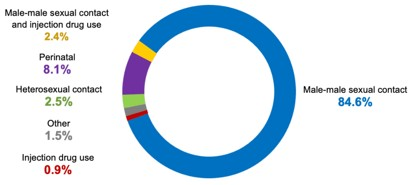 Male-male sexual contact
and injection drug use
2.4%
Perinatal
8.1%
Heterosexual contact
2.5%
Other
1.5%
Injection drug use
0.9%
Male-male sexual contact
84.6%